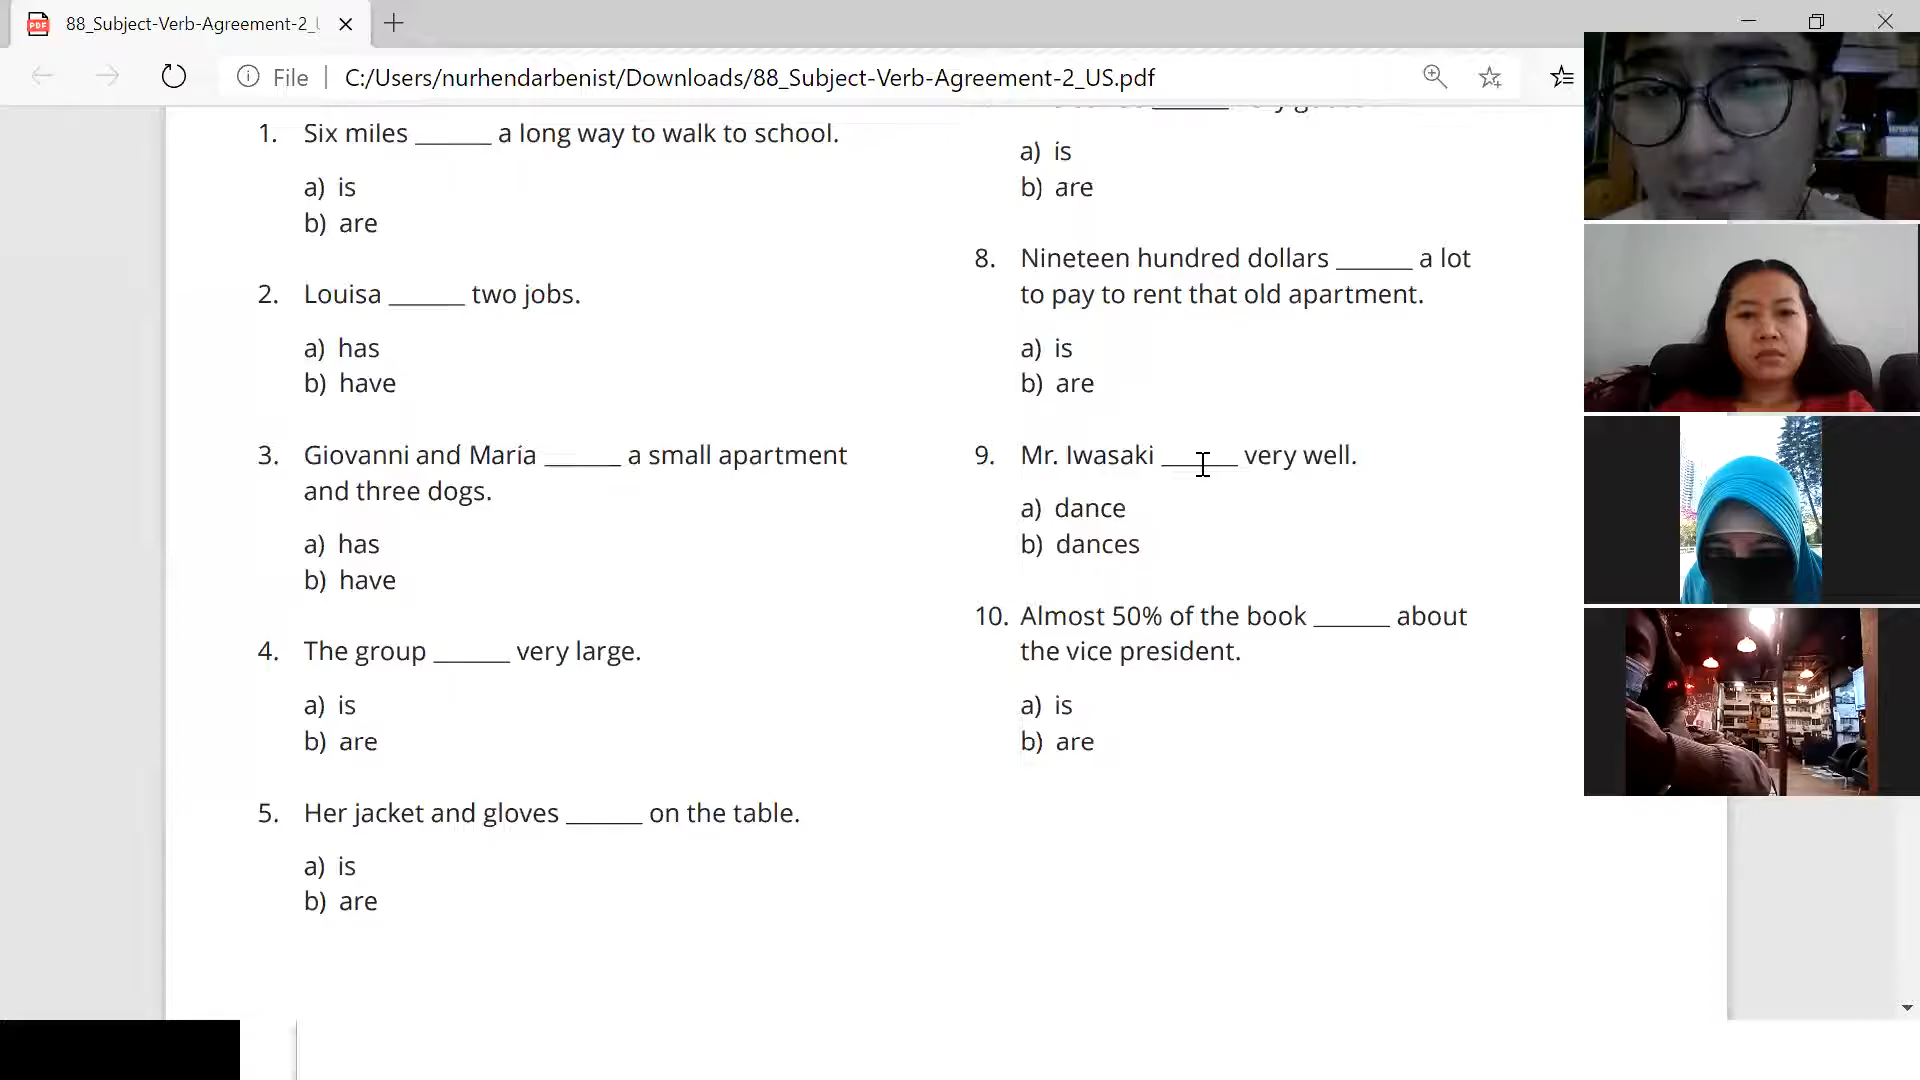 88_Subject-Verb-Agreement-2_
File
C:/Users/nurhendarbenist/Downloads/88_Subject-Verb-Agreement-2_US.pdf
1. Six miles ______ a long way to walk to school.
a) is
b) are
2. Louisa ______ two jobs.
a) has
b) have
3. Giovanni and Maria ______ a small apartment
and three dogs.
a) has
b) have
4. The group ______ very large.
a) is
b) are
5. Her jacket and gloves ______ on the table.
a) is
b) are
a) is
b) are
8. Nineteen hundred dollars ______ a lot
to pay to rent that old apartment.
a) is
b) are
9. Mr. Iwasaki ______ very well.
a) dance
b) dances
10. Almost 50% of the book ______ about
the vice president.
a) is
b) are